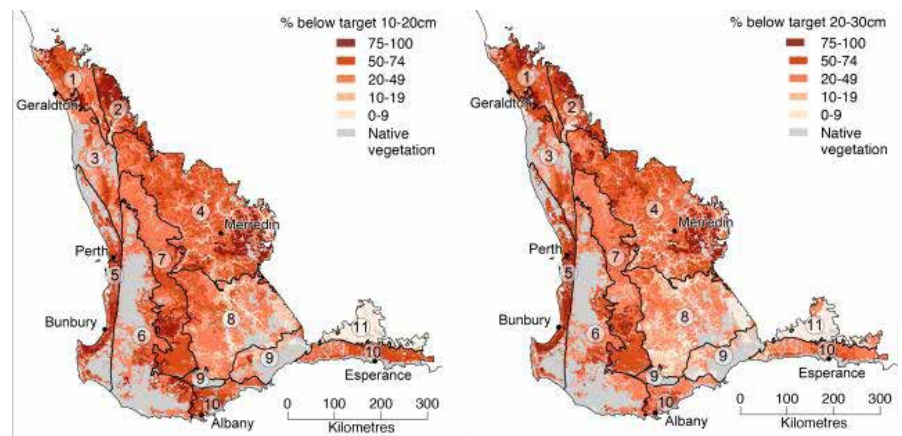 % below target 10-20cm
75-100
50-74
20-49
10-19
0-9
Native
vegetation
1
Geraldton
2
3
4
Merredin
Perth
7
5
Bunbury
6
8
11
9
10
Esperance
9
10
Albany
0 100 200 300
Kilometres
% below target 20-30cm
75-100
50-74
20-49
10-19
0-9
Native
vegetation
1
Geraldton
2
3
4
Merredin
Perth
7
5
Bunbury
6
8
11
9
10
Esperance
9
10
Albany
0 100 200 300
Kilometres